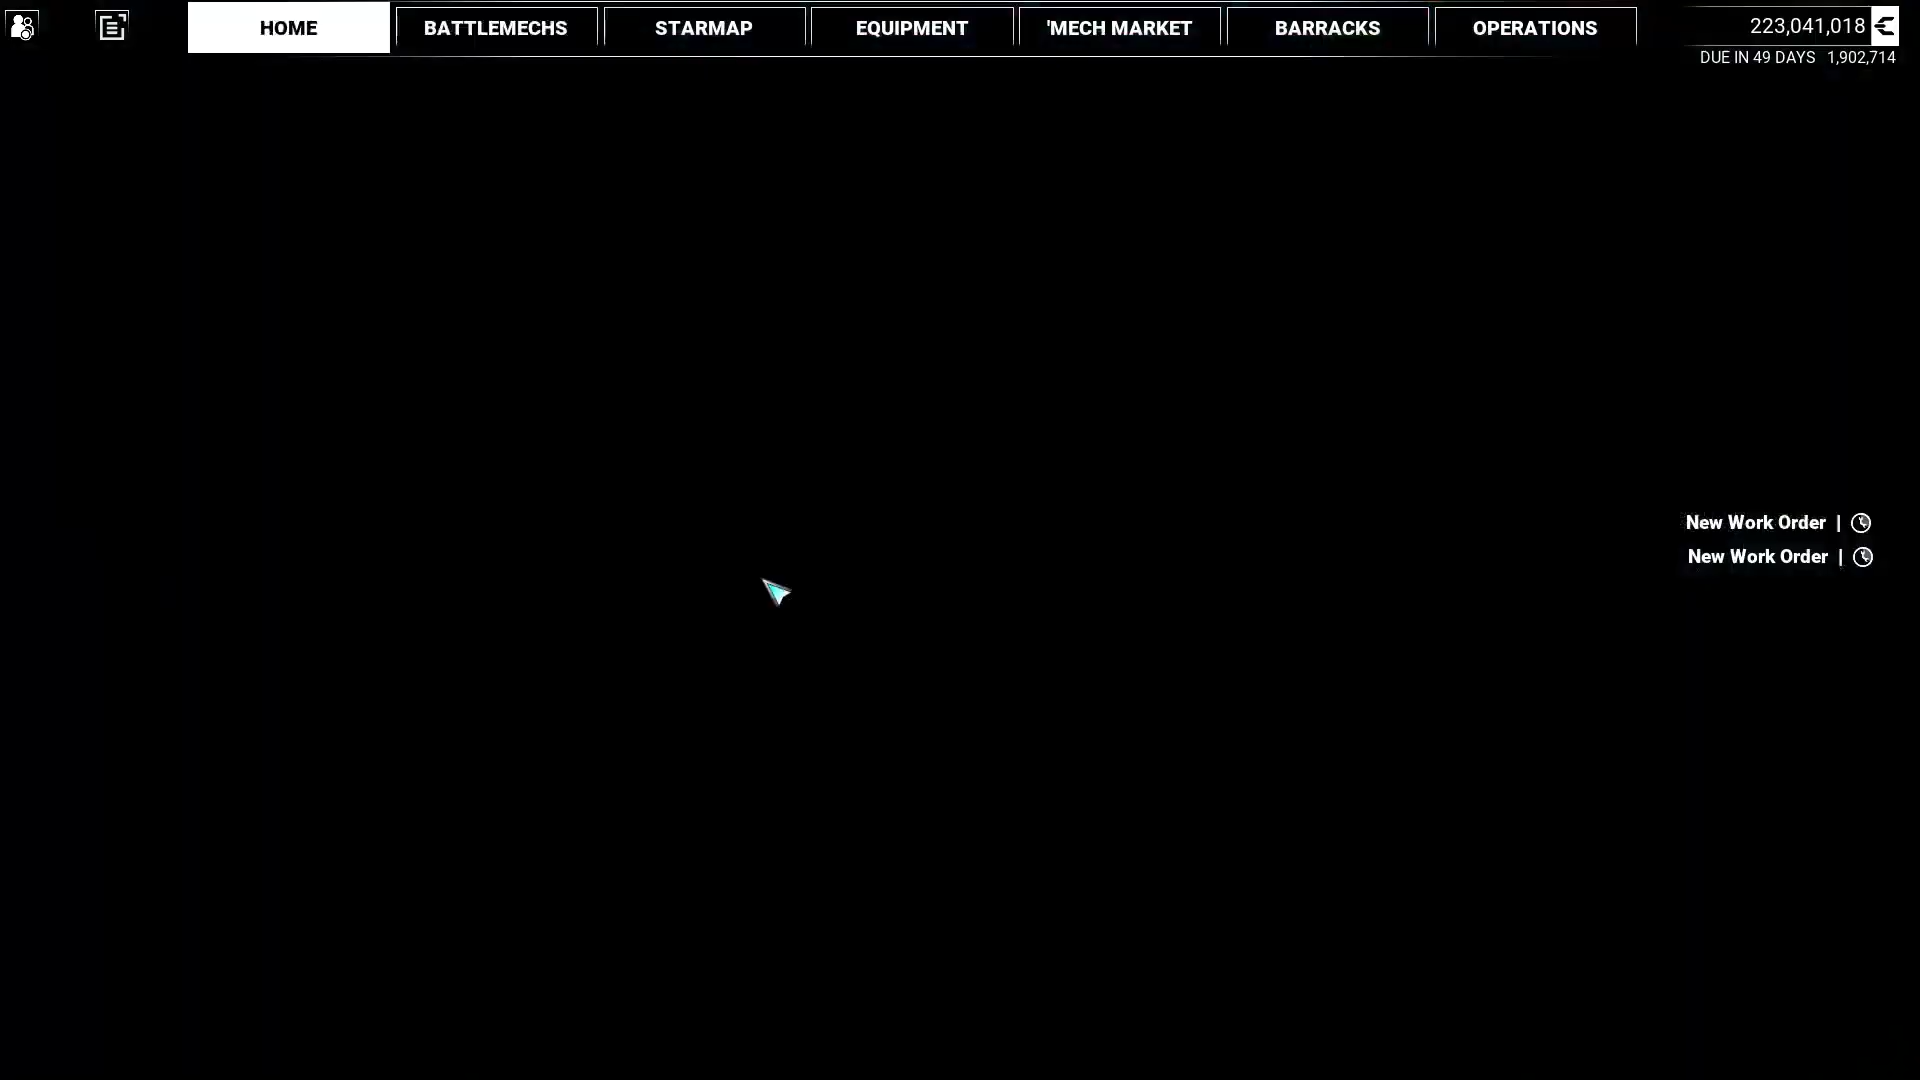 HOME
BATTLEMECHS
STARMAP
EQUIPMENT
'MECH MARKET
BARRACKS
OPERATIONS
223,041,018
DUE IN 49 DAYS 1,902,714
New Work Order |
New Work Order |